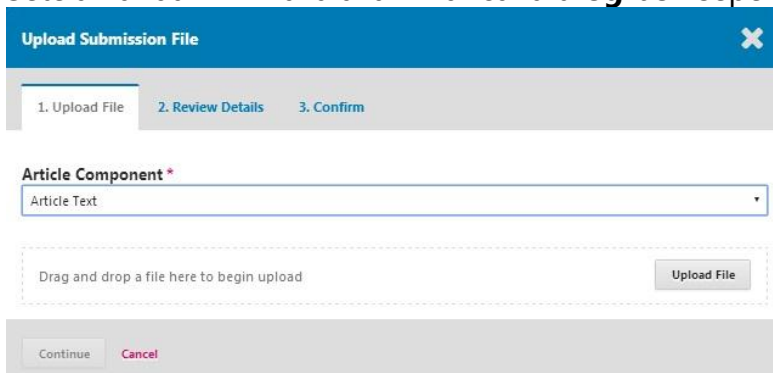 Upload Submission File
1. Upload File 2. Review Details 3. Confirm
Article Component *
Article Text
Drag and drop a file here to begin upload Upload File
Continue Cancel